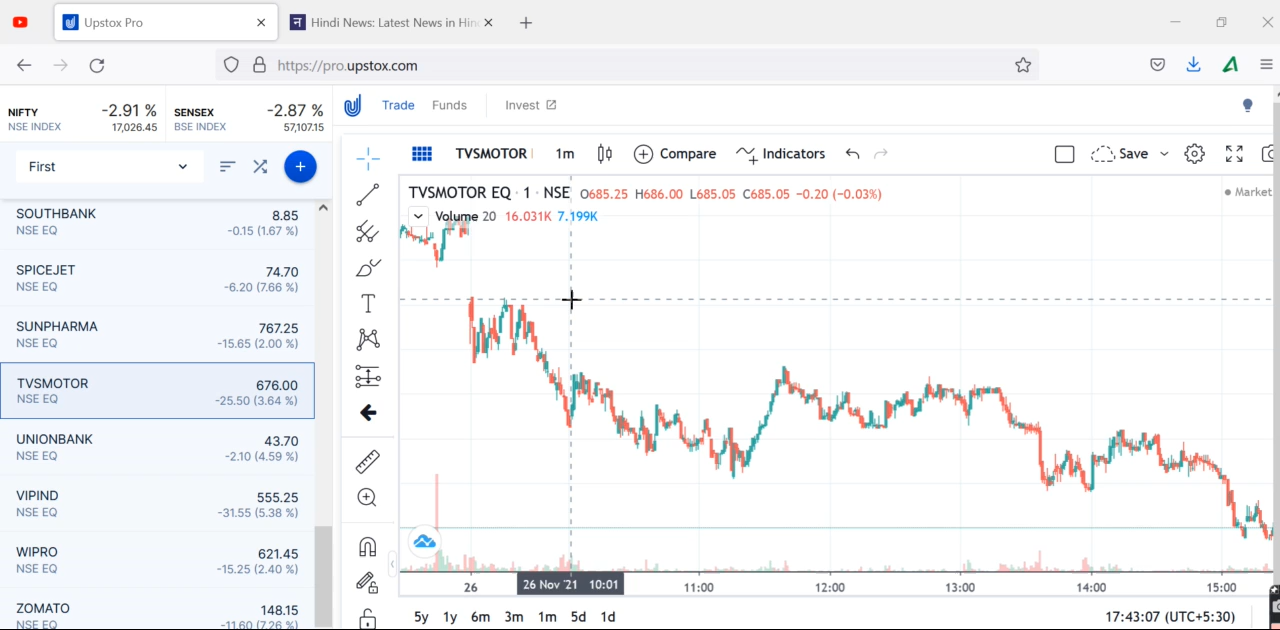 Upstox Pro
Hindi News: Latest News in Hin
https://pro.upstox.com
NIFTY -2.91 %
NSE INDEX 17,026.45
SENSEX -2.87 %
BSE INDEX 57,107.15
Trade Funds Invest
First
SOUTHBANK 8.85
NSE EQ -0.15 (1.67 %)
SPICEJET 74.70
NSE EQ -6.20 (7.66 %)
SUNPHARMA 767.25
NSE EQ -15.65 (2.00 %)
TVSMOTOR 676.00
NSE EQ -25.50 (3.64 %)
UNIONBANK 43.70
NSE EQ -2.10 (4.59 %)
VIPIND 555.25
NSE EQ -31.55 (5.38 %)
WIPRO 621.45
NSE EQ -15.25 (2.40 %)
ZOMATO 148.15
NSE EQ -11.60 (7.26 %)
TVSMOTOR 1m Compare Indicators Save
TVSMOTOR EQ · 1 · NSE O685.25 H686.00 L685.05 C685.05 -0.20 (-0.03%)
Market
Volume 20 16.031K 7.199K
26 26 Nov '21 10:01 11:00 12:00 13:00 14:00 15:00
5y 1y 6m 3m 1m 5d 1d 17:43:07 (UTC+5:30)